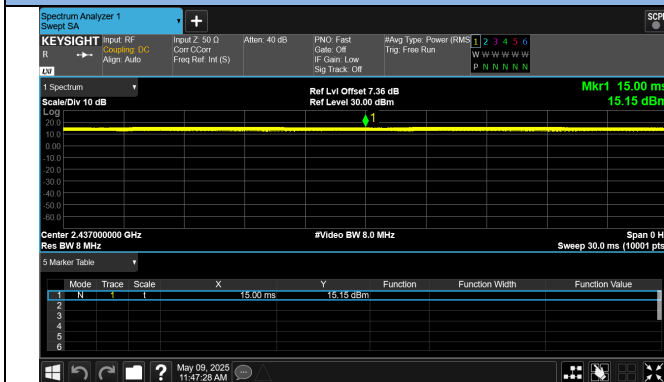 Spectrum Analyzer 1
Swept SA
KEYSIGHT
R
LXI
Input: RF
Coupling: DC
Align: Auto
Input Z: 50 Ω
Corr CCorr
Freq Ref: Int (S)
Atten: 40 dB
PNO: Fast
Gate: Off
IF Gain: Low
Sig Track: Off
#Avg Type: Power (RMS
Trig: Free Run
1 2 3 4 5 6
W W W W W W
P N N N N N
SCPI
1 Spectrum
Scale/Div 10 dB
Ref Lvl Offset 7.36 dB
Ref Level 30.00 dBm
Mkr1 15.00 ms
15.15 dBm
Log
20.0
10.0
0.00
-10.0
-20.0
-30.0
-40.0
-50.0
-60.0
1
Center 2.437000000 GHz
Res BW 8 MHz
#Video BW 8.0 MHz
Span 0 H
Sweep 30.0 ms (10001 pts
5 Marker Table
Mode Trace Scale X Y Function Function Width Function Value
1 N 1 t 15.00 ms 15.15 dBm
2
3
4
5
6
?
May 09, 2025
11:47:28 AM